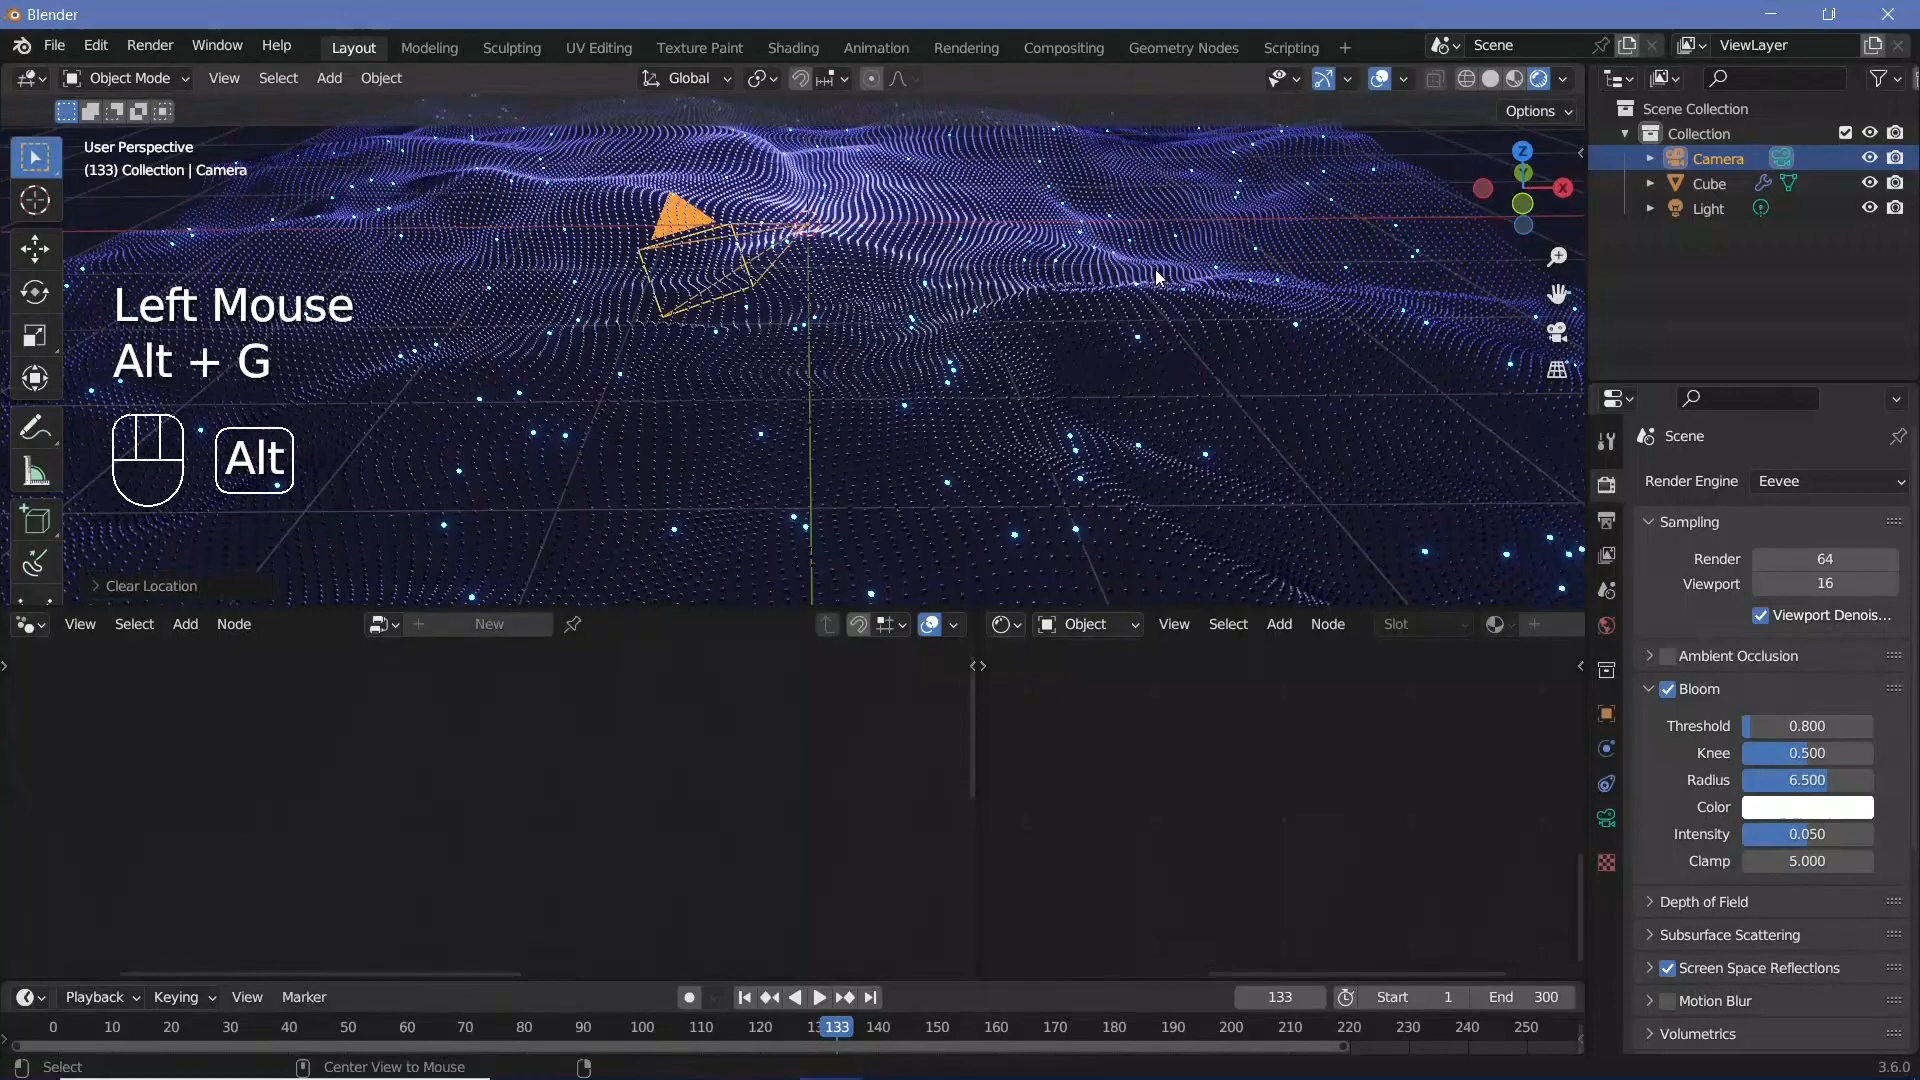 Blender
File Edit Render Window Help Layout Modeling Sculpting UV Editing Texture Paint Shading Animation Rendering Compositing Geometry Nodes Scripting + Scene ViewLayer
Object Mode View Select Add Object Global
Options
User Perspective
(133) Collection | Camera
Z
Y
X
Left Mouse
Alt + G
Alt
> Clear Location
Scene Collection
Collection
Camera
Cube
Light
Scene
Render Engine Eevee
Sampling
Render 64
Viewport 16
Viewport Denois...
Ambient Occlusion
Bloom
Threshold 0.800
Knee 0.500
Radius 6.500
Color
Intensity 0.050
Clamp 5.000
Depth of Field
Subsurface Scattering
Screen Space Reflections
Motion Blur
Volumetrics
View Select Add Node + New
Object View Select Add Node Slot +
Playback Keying View Marker 133 Start 1 End 300
0 10 20 30 40 50 60 70 80 90 100 110 120 133 140 150 160 170 180 190 200 210 220 230 240 250
Select Center View to Mouse 3.6.0